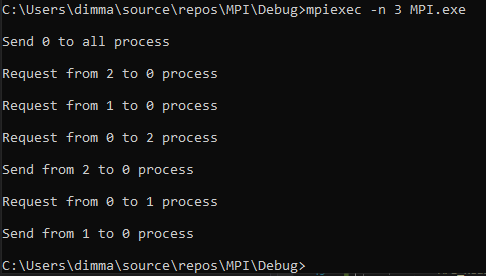 C:\Users\dimma\source\repos\MPI\Debug>mpiexec -n 3 MPI.exe
Send 0 to all process
Request from 2 to 0 process
Request from 1 to 0 process
Request from 0 to 2 process
Send from 2 to 0 process
Request from 0 to 1 process
Send from 1 to 0 process
C:\Users\dimma\source\repos\MPI\Debug>